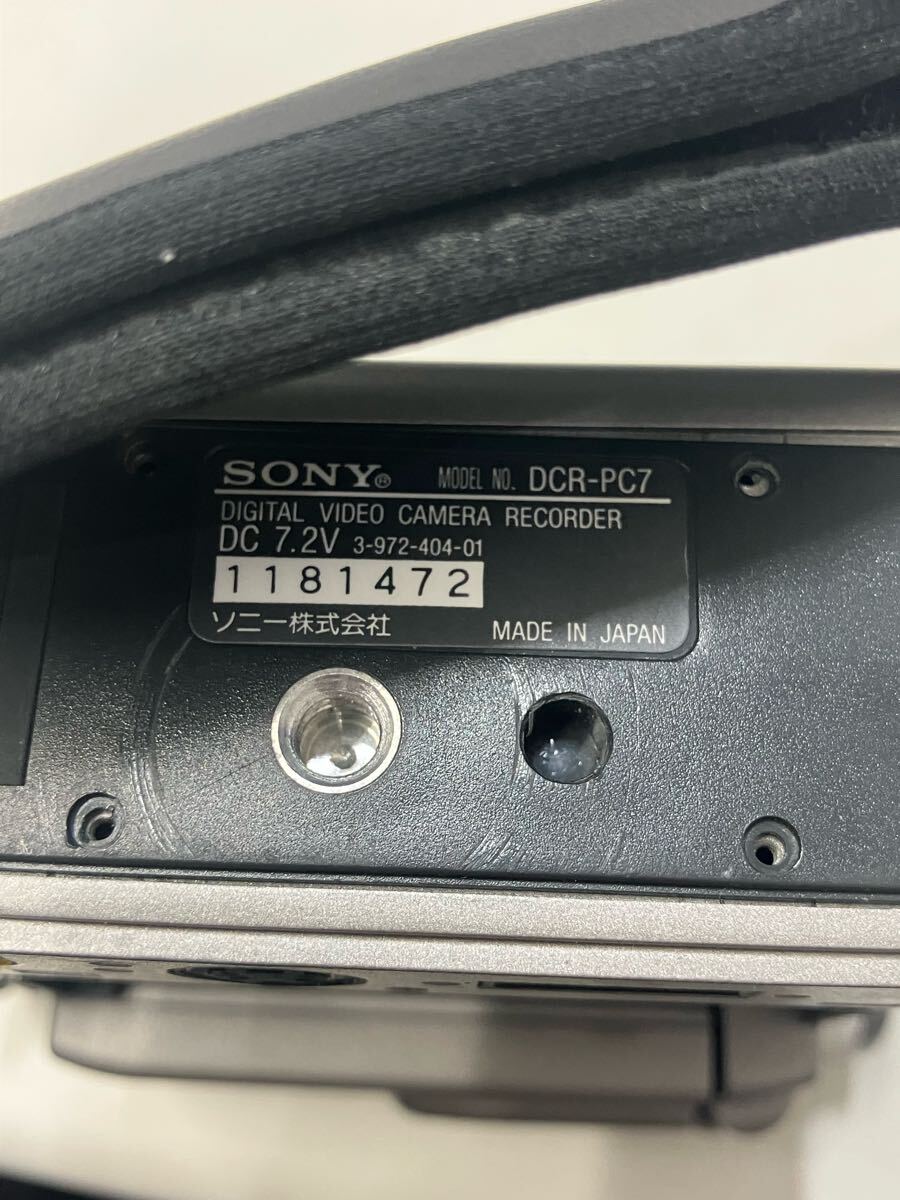 SONY® MODEL NO. DCR-PC7
DIGITAL VIDEO CAMERA RECORDER
DC 7.2V 3-972-404-01
1181472
ソニー株式会社 MADE IN JAPAN